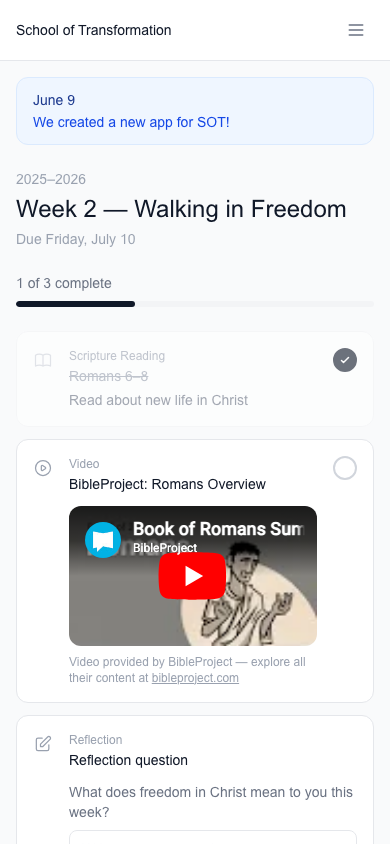 School of Transformation
June 9
We created a new app for SOT!
2025–2026
Week 2 — Walking in Freedom
Due Friday, July 10
1 of 3 complete
Scripture Reading
Romans 6–8
Read about new life in Christ
Video
BibleProject: Romans Overview
Book of Romans Sum
BibleProject
Video provided by BibleProject — explore all
their content at bibleproject.com
Reflection
Reflection question
What does freedom in Christ mean to you this
week?